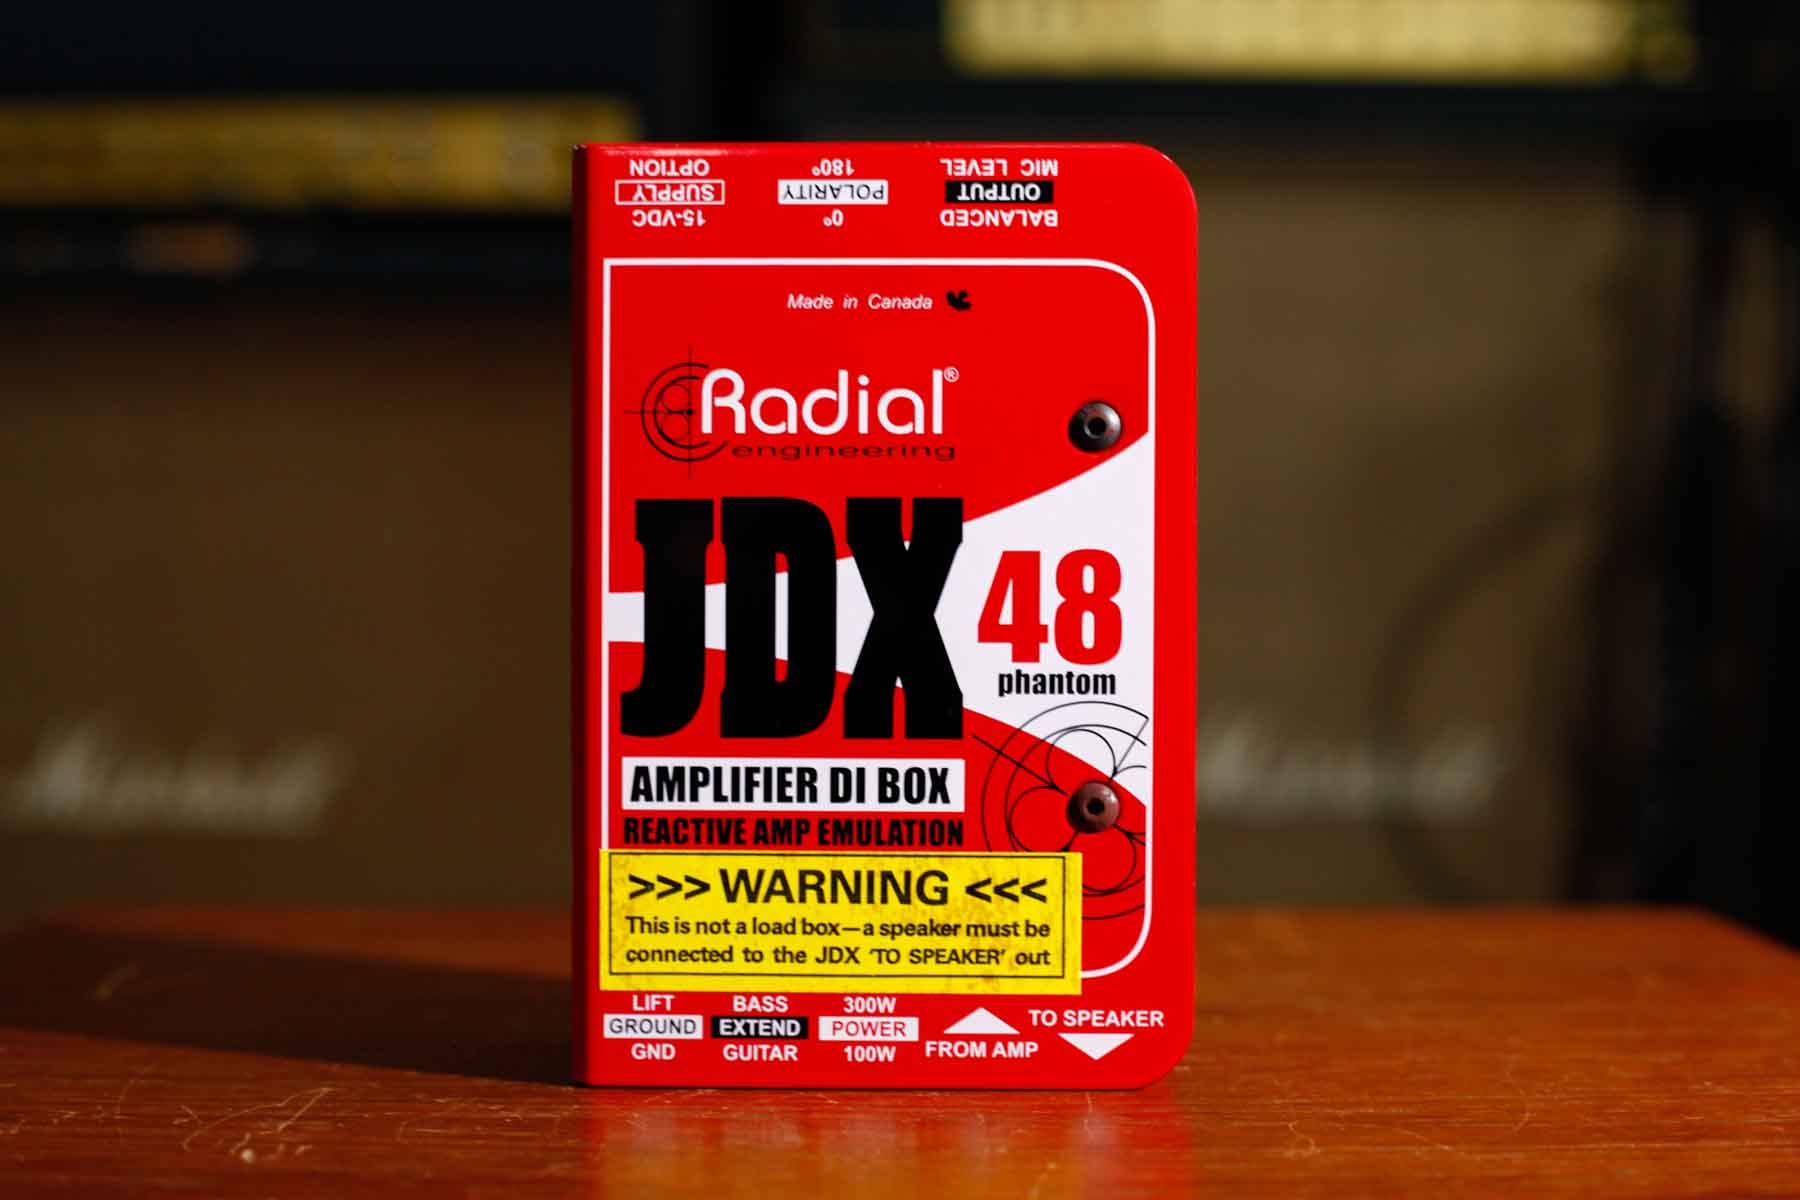 OPTION
SUPPLY
15-VDC
180°
POLARITY
0°
MIC LEVEL
OUTPUT
BALANCED
Made in Canada
Radial®
engineering
JDX
48
phantom
AMPLIFIER DI BOX
REACTIVE AMP EMULATION
>>> WARNING <<<
This is not a load box—a speaker must be
connected to the JDX ‘TO SPEAKER’ out
LIFT
GROUND
GND
BASS
EXTEND
GUITAR
300W
POWER
100W
FROM AMP
TO SPEAKER
Marshall